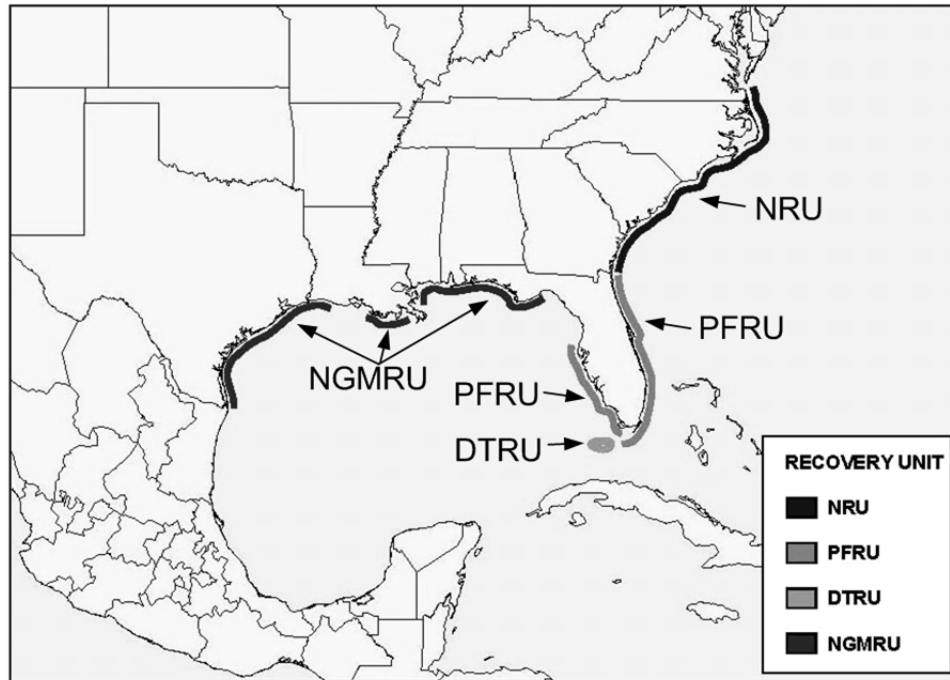 NRU
PFRU
NGMRU
PFRU
DTRU
RECOVERY UNIT
NRU
PFRU
DTRU
NGMRU